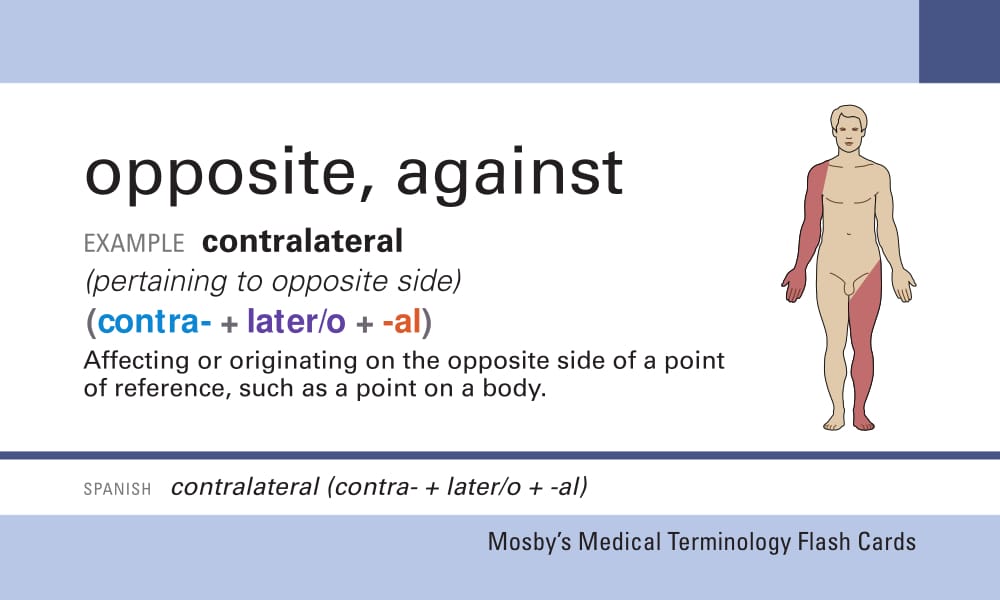 opposite, against
EXAMPLE contralateral
(pertaining to opposite side)
(contra- + later/o + -al)
Affecting or originating on the opposite side of a point
of reference, such as a point on a body.
SPANISH contralateral (contra- + later/o + -al)
Mosby’s Medical Terminology Flash Cards